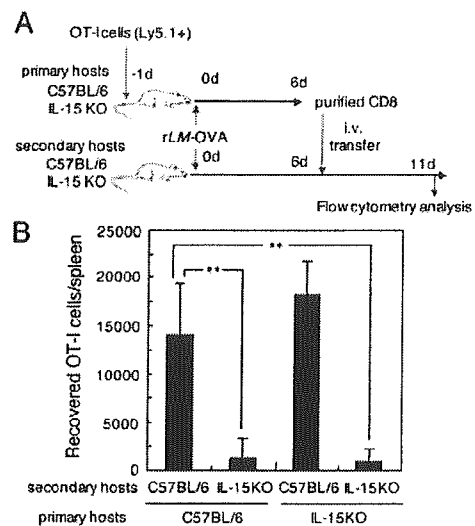 A
OT-Icells (Ly5.1+)
primary hosts
C57BL/6
IL-15 KO
-1d
0d
6d
purified CD8
rLM-OVA
i.v.
transfer
secondary hosts
C57BL/6
IL-15 KO
0d
6d
11d
Flow cytometry analysis
B
Recovered OT-I cells/spleen
25000
20000
15000
10000
5000
0
**
**
secondary hosts C57BL/6 IL-15KO C57BL/6 IL-15KO
primary hosts C57BL/6 IL-15KO